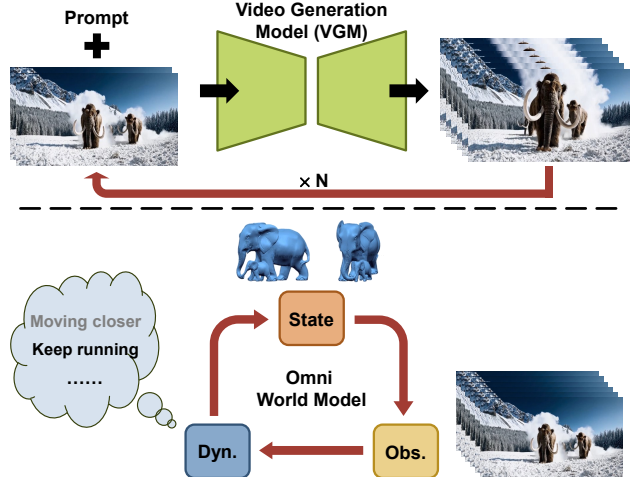 Prompt
Video Generation
Model (VGM)
× N
Moving closer
Keep running
......
State
Omni
World Model
Dyn.
Obs.